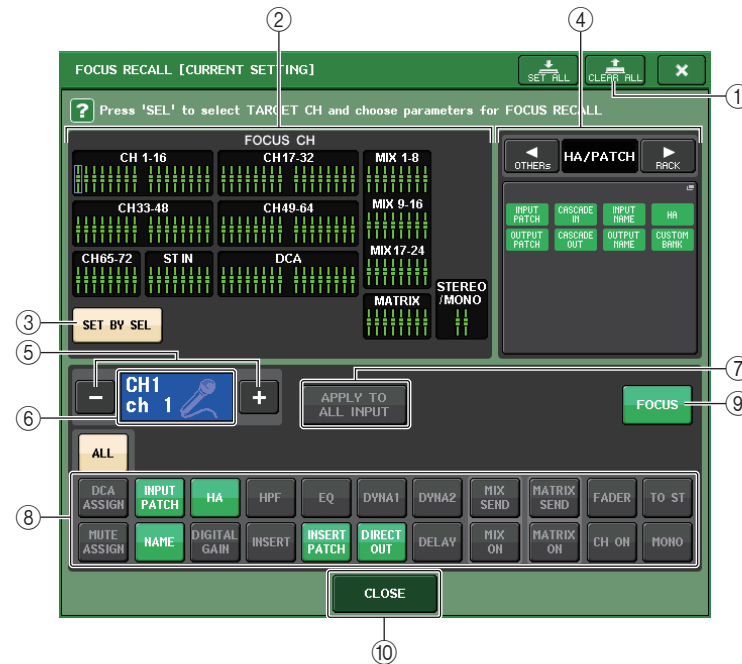 ② ④
FOCUS RECALL [CURRENT SETTING]
SET ALL
CLEAR ALL
×
①
? Press 'SEL' to select TARGET CH and choose parameters for FOCUS RECALL
FOCUS CH
CH 1-16
CH17-32
MIX 1-8
CH33-48
CH49-64
MIX 9-16
CH65-72
ST IN
DCA
MIX17-24
MATRIX
STEREO
/MONO
OTHERs
HA/PATCH
RACK
INPUT
PATCH
CASCADE
IN
INPUT
NAME
HA
OUTPUT
PATCH
CASCADE
OUT
OUTPUT
NAME
CUSTOM
BANK
③
SET BY SEL
⑤
⑥
−
CH1
ch 1
+
APPLY TO
ALL INPUT
⑦
FOCUS
⑨
ALL
⑧
DCA
ASSIGN
INPUT
PATCH
HA
HPF
EQ
DYNA1
DYNA2
MIX
SEND
MATRIX
SEND
FADER
TO ST
MUTE
ASSIGN
NAME
DIGITAL
GAIN
INSERT
INSERT
PATCH
DIRECT
OUT
DELAY
MIX
ON
MATRIX
ON
CH ON
MONO
CLOSE
⑩